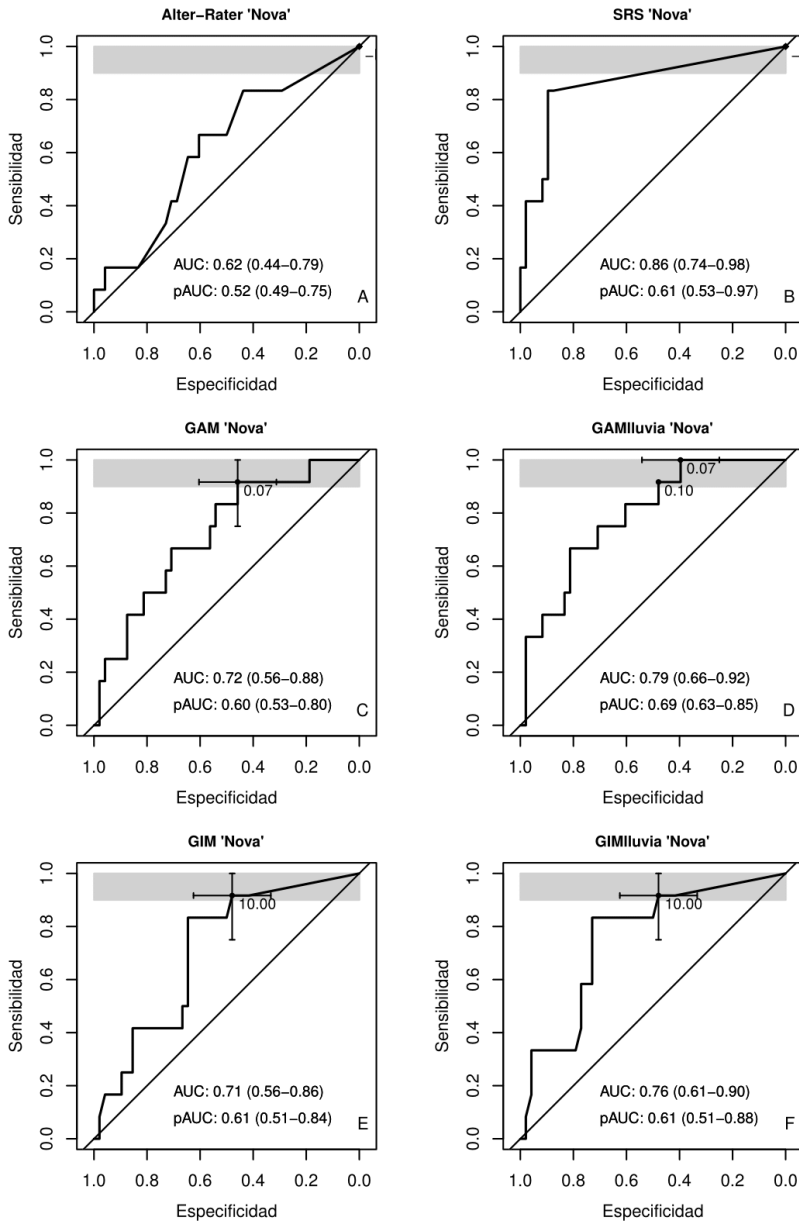 Alter−Rater 'Nova'
Sensibilidad
0.0 0.2 0.4 0.6 0.8 1.0
AUC: 0.62 (0.44−0.79)
pAUC: 0.52 (0.49−0.75)
A
1.0 0.8 0.6 0.4 0.2 0.0
Especificidad
SRS 'Nova'
Sensibilidad
0.0 0.2 0.4 0.6 0.8 1.0
AUC: 0.86 (0.74−0.98)
pAUC: 0.61 (0.53−0.97)
B
1.0 0.8 0.6 0.4 0.2 0.0
Especificidad
GAM 'Nova'
Sensibilidad
0.0 0.2 0.4 0.6 0.8 1.0
0.07
AUC: 0.72 (0.56−0.88)
pAUC: 0.60 (0.53−0.80)
C
1.0 0.8 0.6 0.4 0.2 0.0
Especificidad
GAMlluvia 'Nova'
Sensibilidad
0.0 0.2 0.4 0.6 0.8 1.0
0.07
0.10
AUC: 0.79 (0.66−0.92)
pAUC: 0.69 (0.63−0.85)
D
1.0 0.8 0.6 0.4 0.2 0.0
Especificidad
GIM 'Nova'
Sensibilidad
0.0 0.2 0.4 0.6 0.8 1.0
10.00
AUC: 0.71 (0.56−0.86)
pAUC: 0.61 (0.51−0.84)
E
1.0 0.8 0.6 0.4 0.2 0.0
Especificidad
GIMlluvia 'Nova'
Sensibilidad
0.0 0.2 0.4 0.6 0.8 1.0
10.00
AUC: 0.76 (0.61−0.90)
pAUC: 0.61 (0.51−0.88)
F
1.0 0.8 0.6 0.4 0.2 0.0
Especificidad